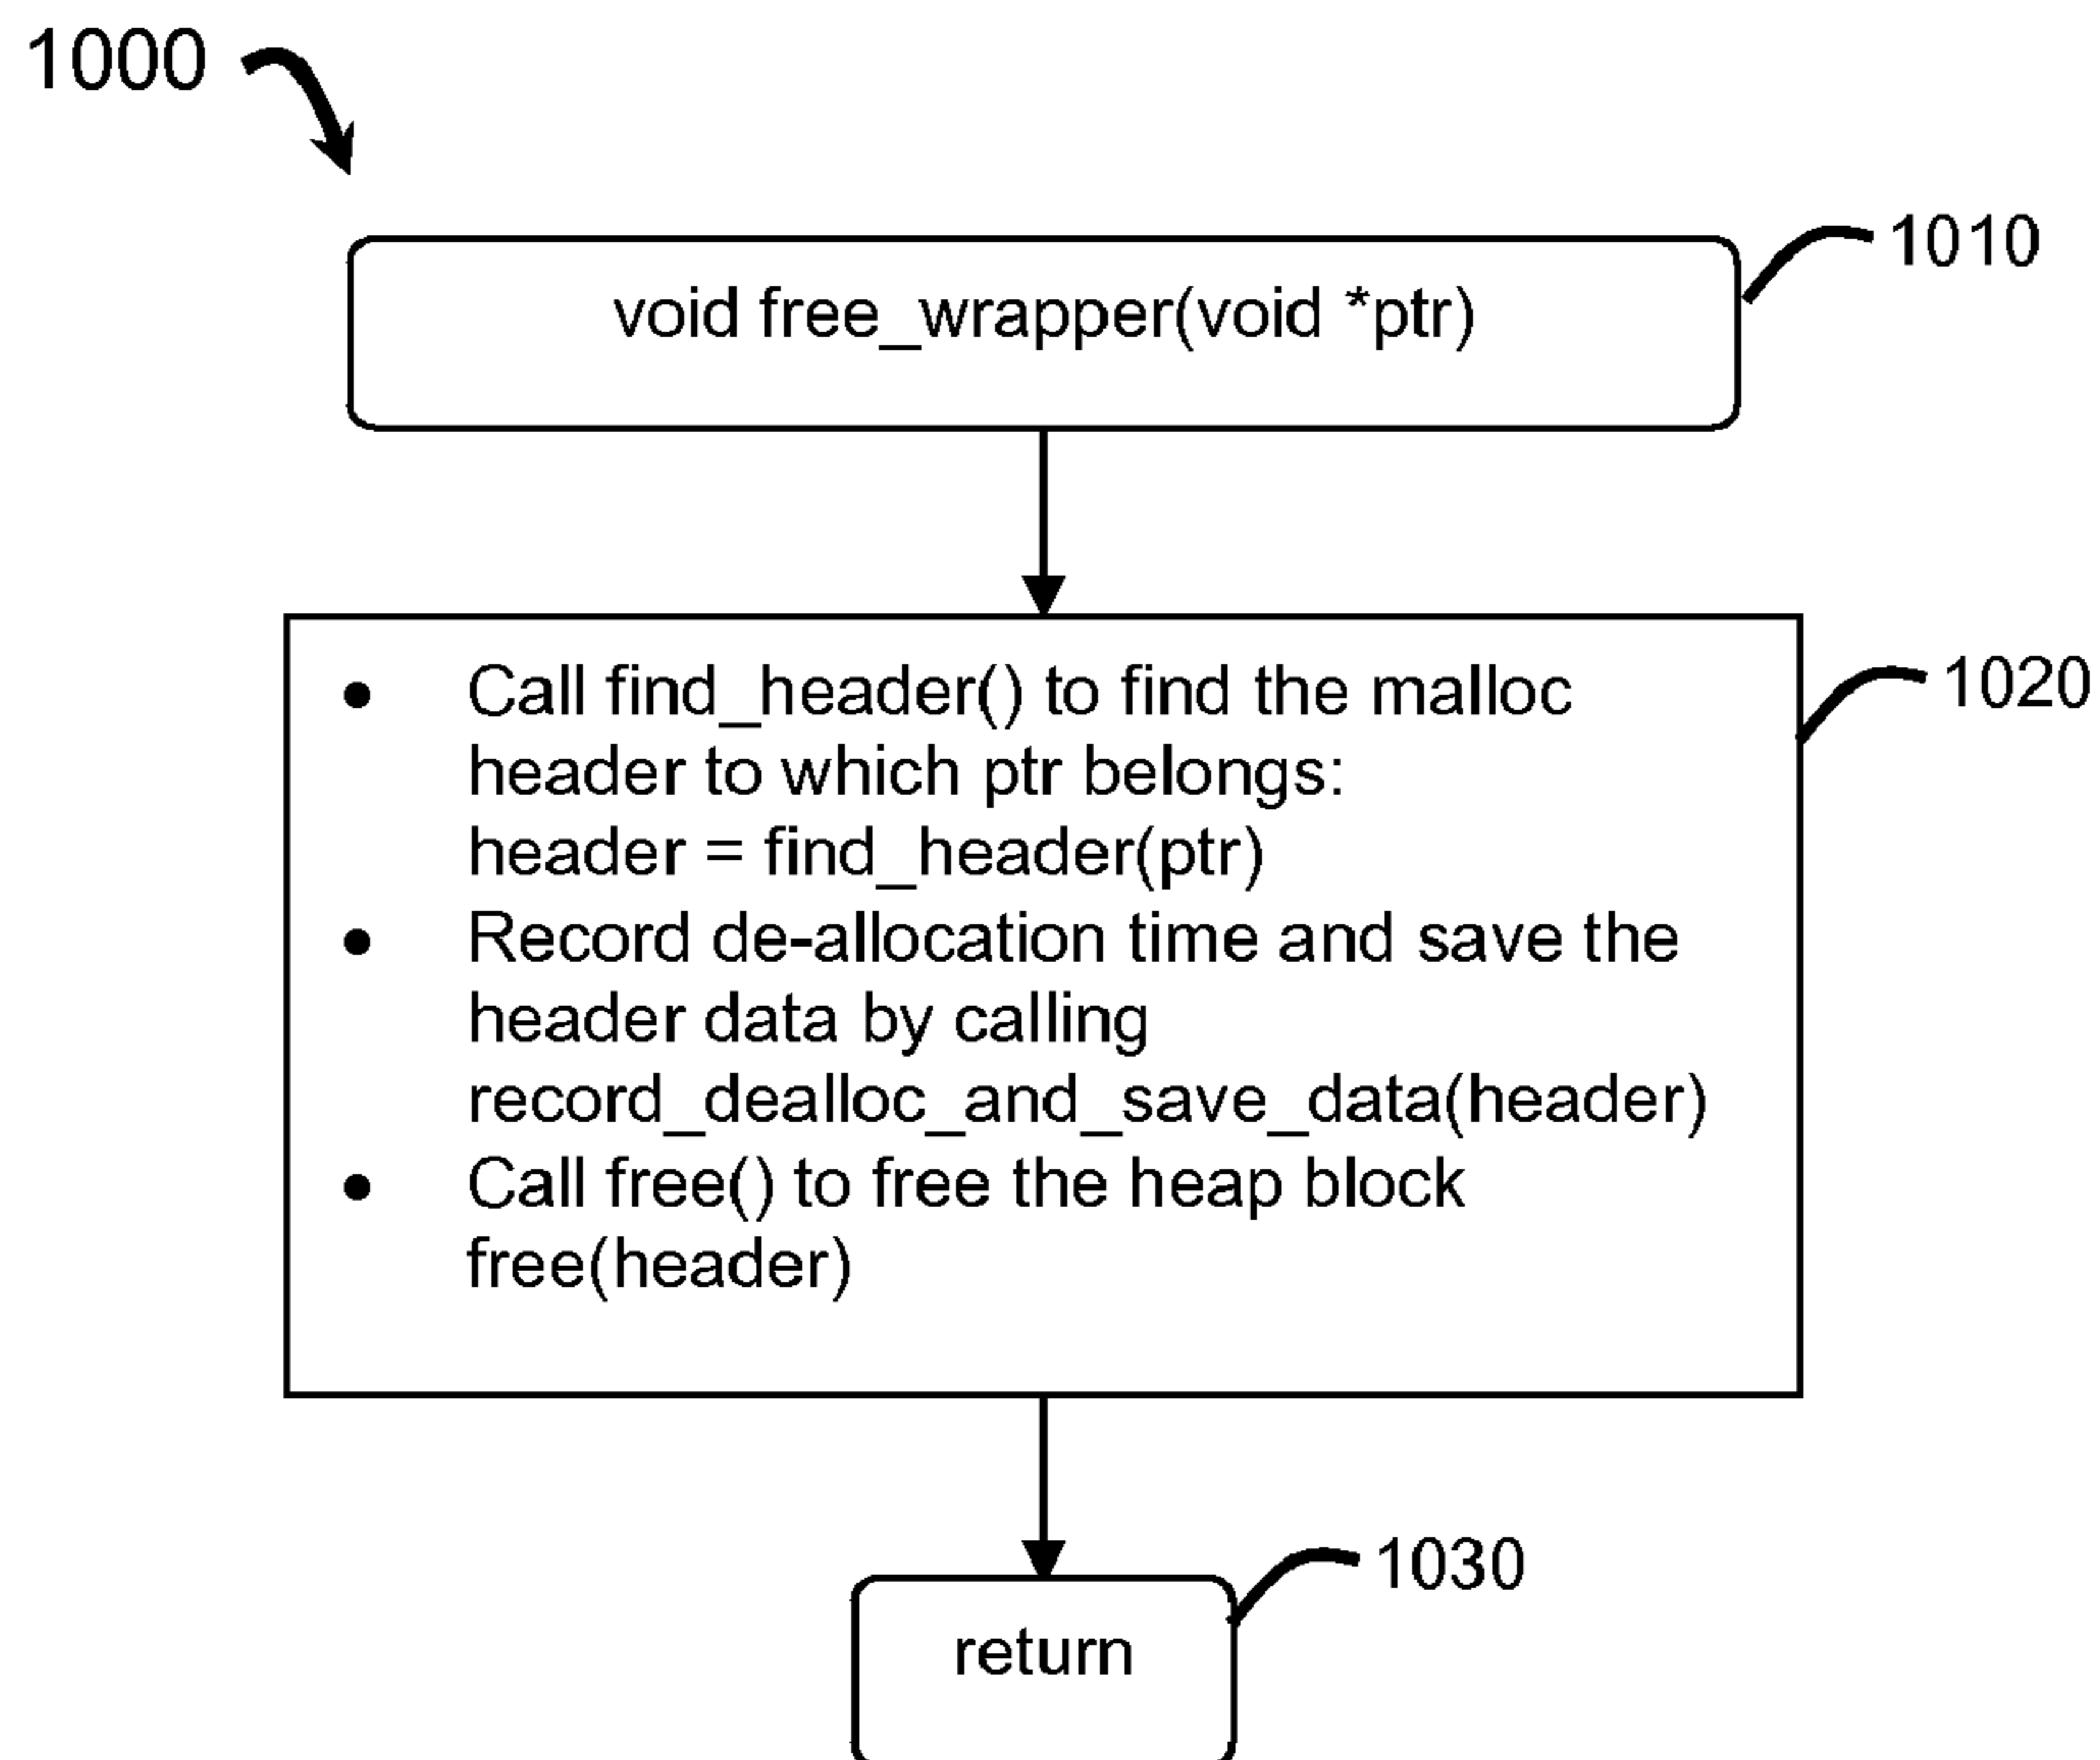 1000
1010
void free_wrapper(void *ptr)
1020
● Call find_header() to find the malloc
header to which ptr belongs:
header = find_header(ptr)
● Record de-allocation time and save the
header data by calling
record_dealloc_and_save_data(header)
● Call free() to free the heap block
free(header)
1030
return